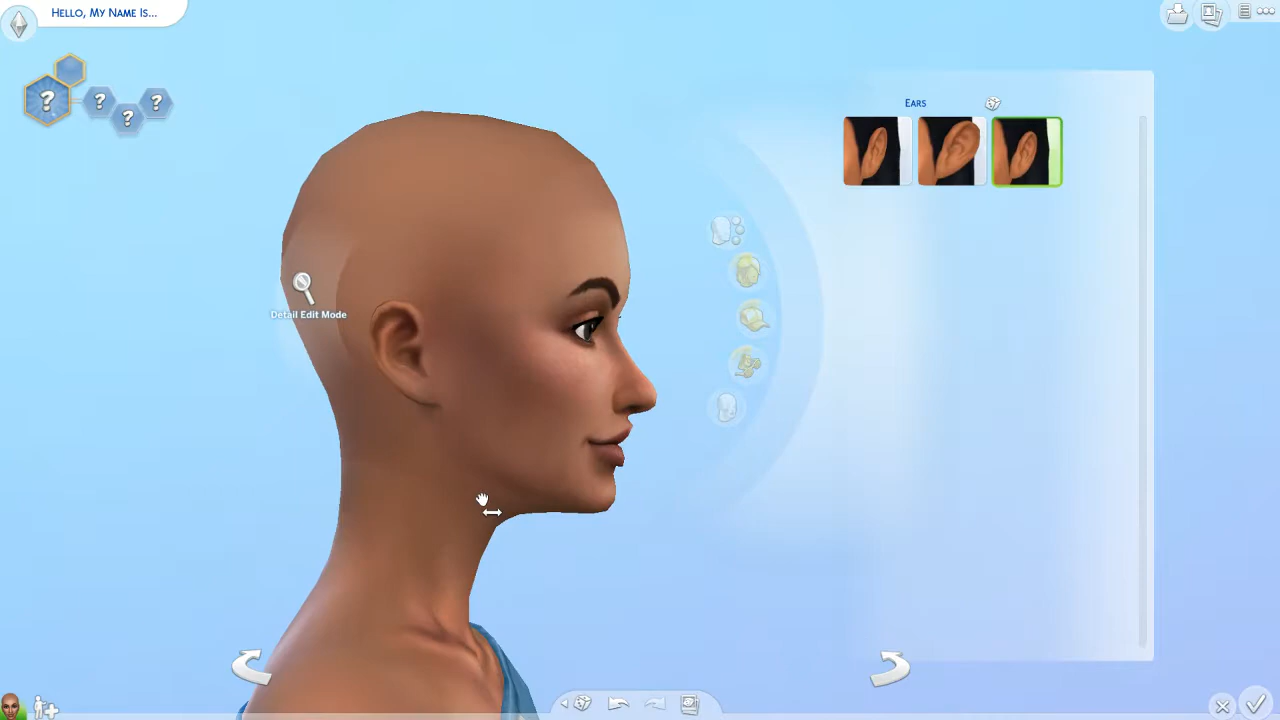 Hello, My Name Is...
?
? ? ?
Ears
Detail Edit Mode